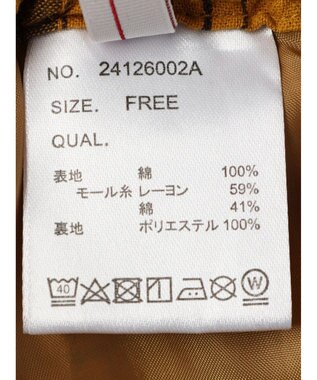 NO. 24126002A
SIZE. FREE
QUAL.
表地 綿 100%
モール糸 レーヨン 59%
綿 41%
裏地 ポリエステル 100%
40 W